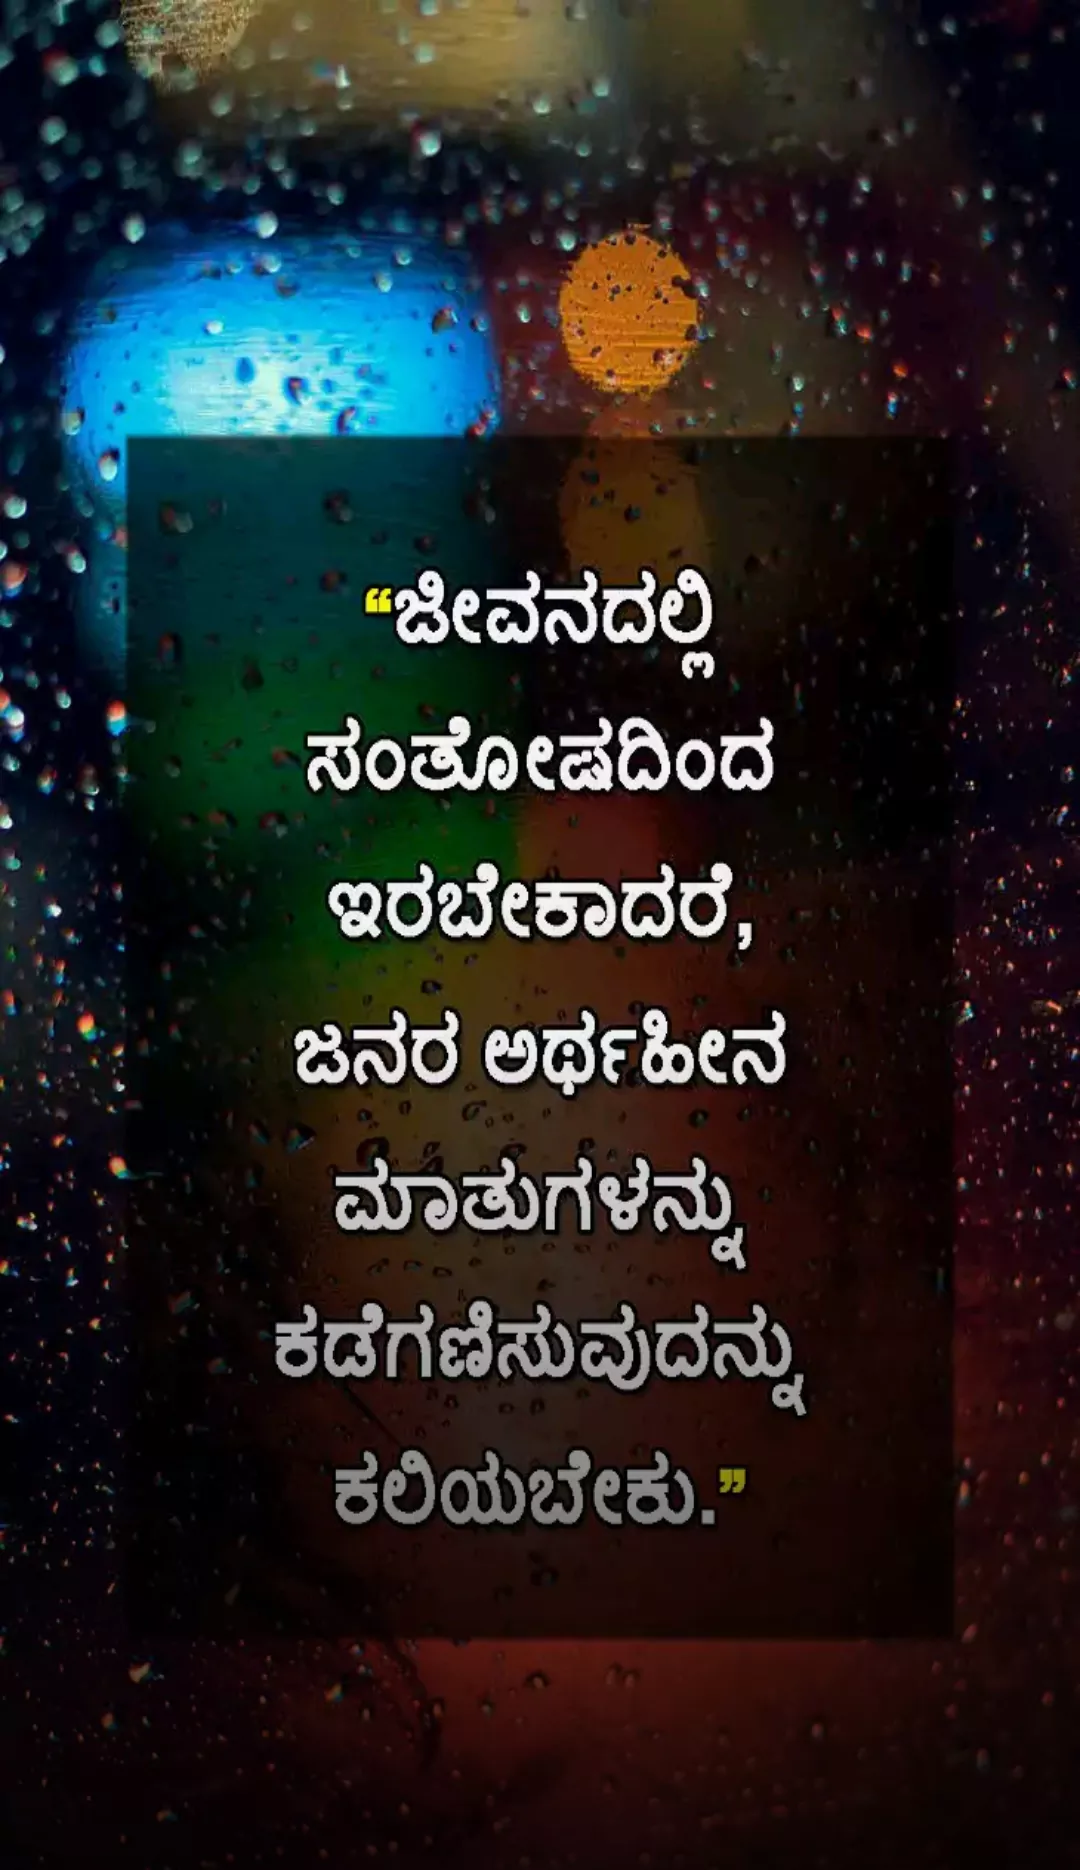 “ಜೀವನದಲ್ಲಿ
ಸಂತೋಷದಿಂದ
ಇರಬೇಕಾದರೆ,
ಜನರ ಅರ್ಥಹೀನ
ಮಾತುಗಳನ್ನು
ಕಡೆಗಣಿಸುವುದನ್ನು
ಕಲಿಯಬೇಕು.”